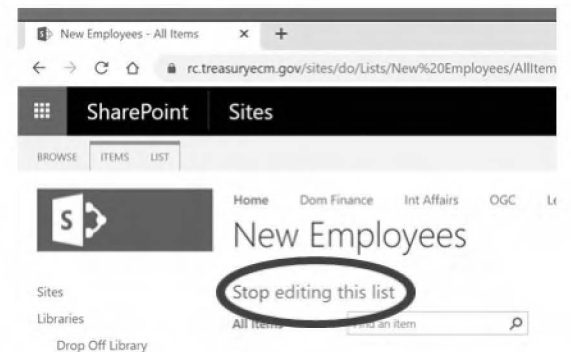 New Employees - All Items
rc.treasuryecm.gov/sites/do/Lists/New%20Employees/AllItem
SharePoint Sites
BROWSE ITEMS LIST
S
Home Dom Finance Int Affairs OGC Le
New Employees
Stop editing this list
Sites
All Items Find an item
Libraries
Drop Off Library